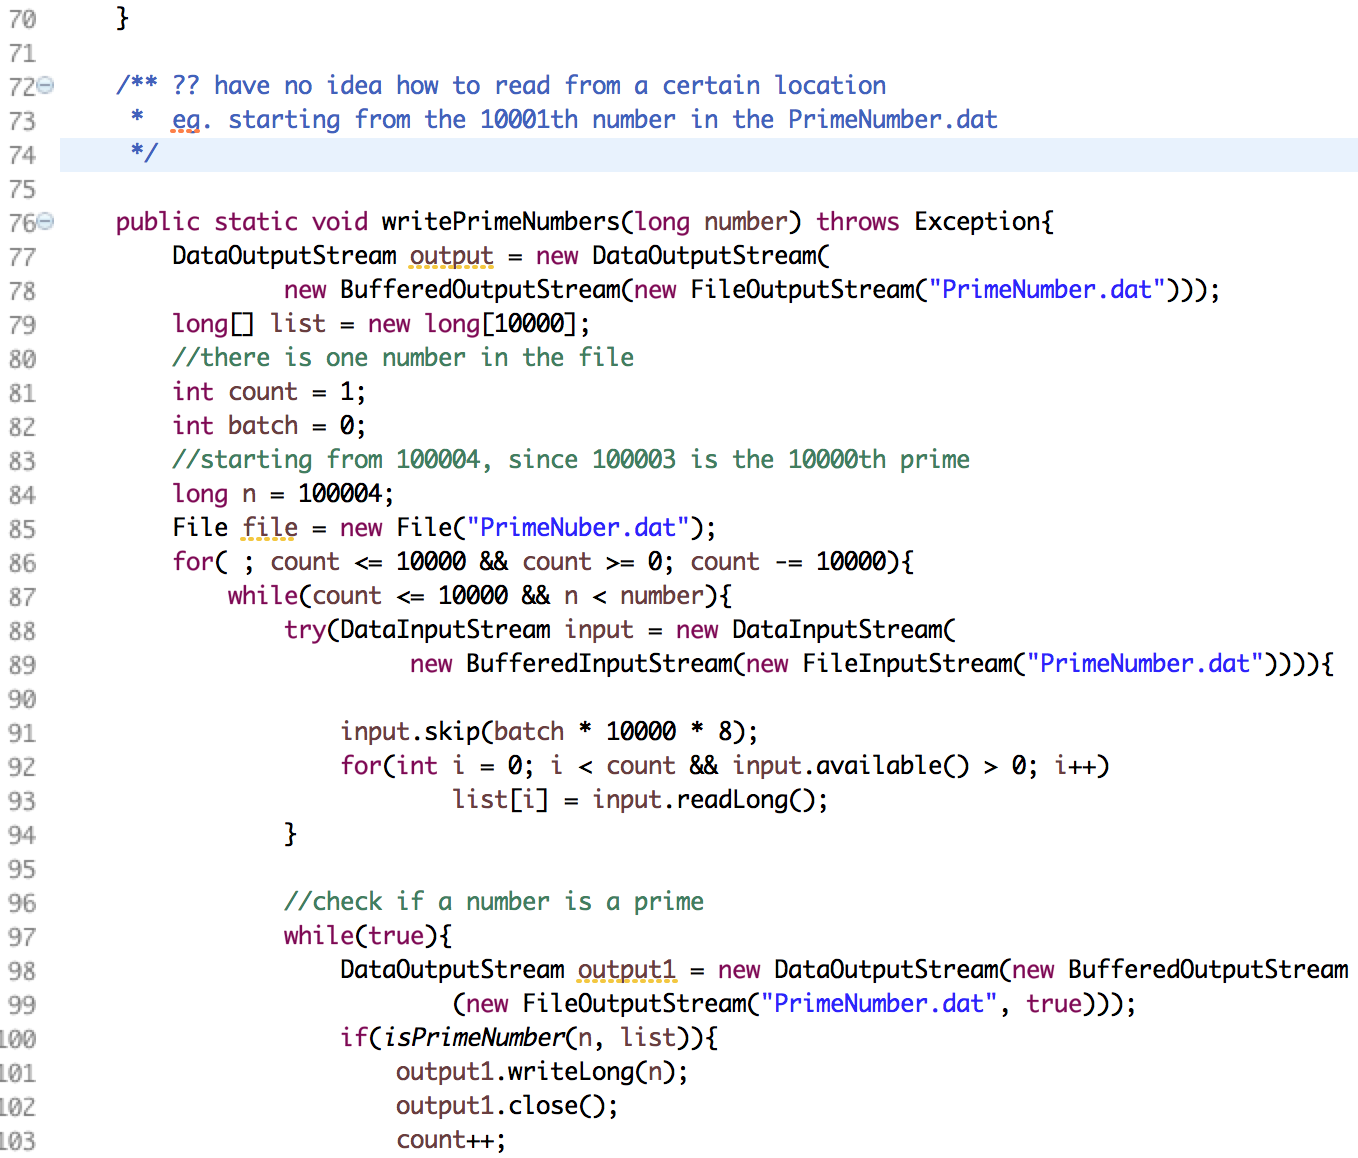 70 }
71
72 /** ?? have no idea how to read from a certain location
73 * eg. starting from the 10001th number in the PrimeNumber.dat
74 */
75
76 public static void writePrimeNumbers(long number) throws Exception{
77 DataOutputStream output = new DataOutputStream(
78 new BufferedOutputStream(new FileOutputStream("PrimeNumber.dat")));
79 long[] list = new long[10000];
80 //there is one number in the file
81 int count = 1;
82 int batch = 0;
83 //starting from 100004, since 100003 is the 10000th prime
84 long n = 100004;
85 File file = new File("PrimeNuber.dat");
86 for( ; count <= 10000 && count >= 0; count -= 10000){
87 while(count <= 10000 && n < number){
88 try(DataInputStream input = new DataInputStream(
89 new BufferedInputStream(new FileInputStream("PrimeNumber.dat")))){
90
91 input.skip(batch * 10000 * 8);
92 for(int i = 0; i < count && input.available() > 0; i++)
93 list[i] = input.readLong();
94 }
95
96 //check if a number is a prime
97 while(true){
98 DataOutputStream output1 = new DataOutputStream(new BufferedOutputStream
99 (new FileOutputStream("PrimeNumber.dat", true)));
100 if(isPrimeNumber(n, list)){
101 output1.writeLong(n);
102 output1.close();
103 count++;